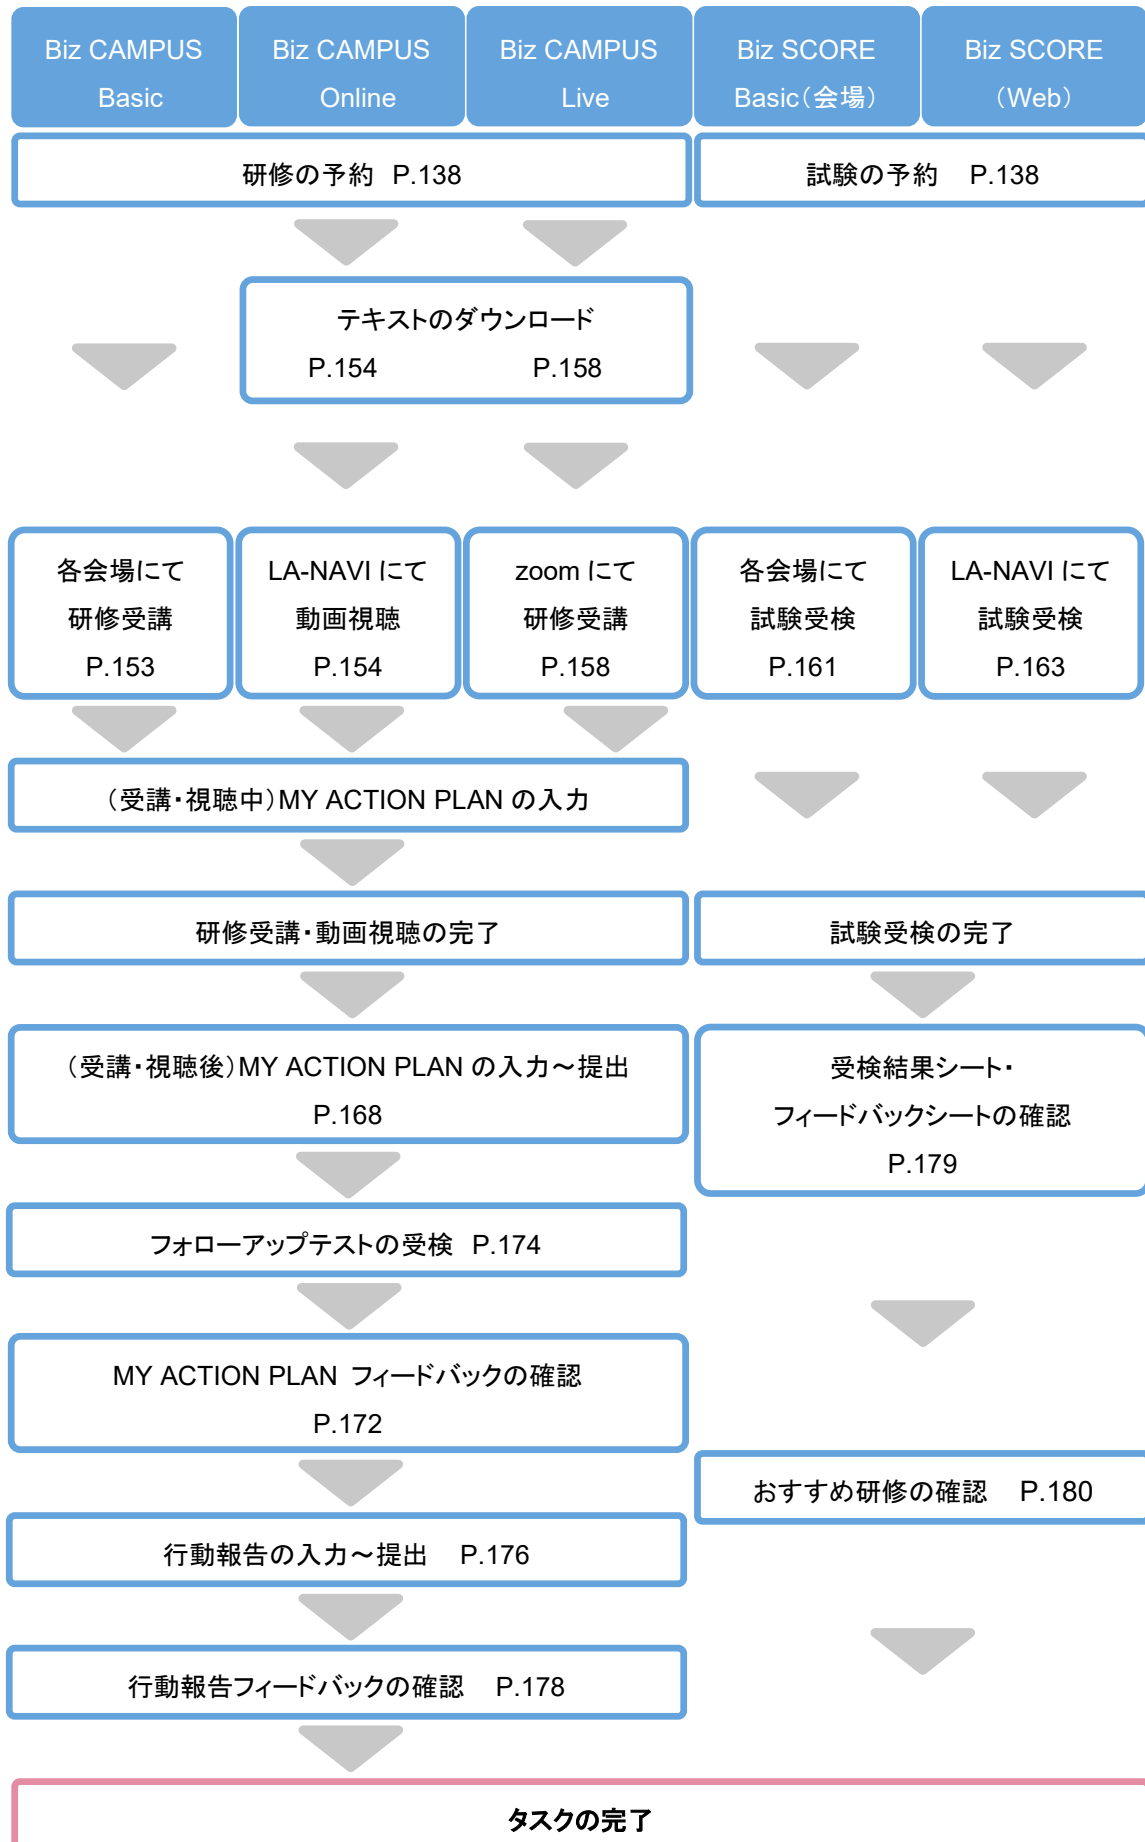 Biz CAMPUS
Basic
Biz CAMPUS
Online
Biz CAMPUS
Live
Biz SCORE
Basic（会場）
Biz SCORE
（Web）
研修の予約 P.138
試験の予約 P.138
テキストのダウンロード
P.154 P.158
各会場にて
研修受講
P.153
LA-NAVI にて
動画視聴
P.154
zoom にて
研修受講
P.158
各会場にて
試験受検
P.161
LA-NAVI にて
試験受検
P.163
（受講・視聴中）MY ACTION PLAN の入力
研修受講・動画視聴の完了
試験受検の完了
（受講・視聴後）MY ACTION PLAN の入力～提出
P.168
受検結果シート・
フィードバックシートの確認
P.179
フォローアップテストの受検 P.174
MY ACTION PLAN フィードバックの確認
P.172
おすすめ研修の確認 P.180
行動報告の入力～提出 P.176
行動報告フィードバックの確認 P.178
タスクの完了